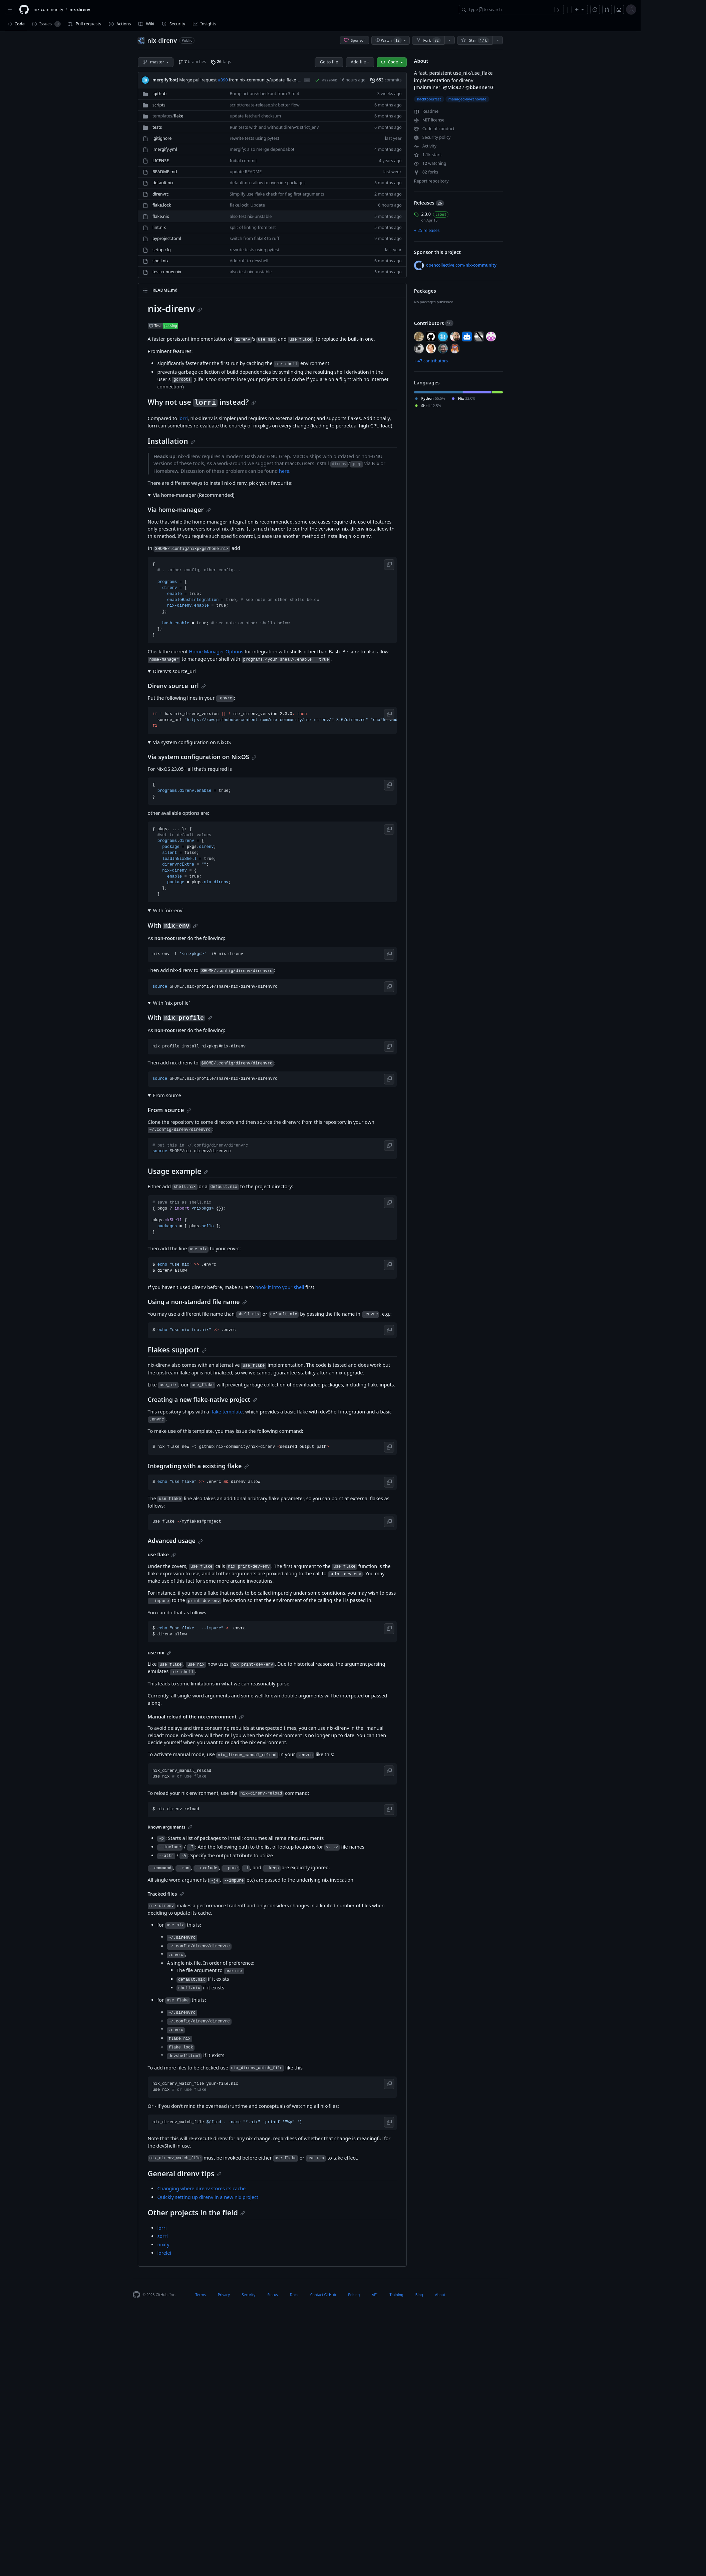 nix-community / nix-direnv
Type / to search
Code
Issues 9
Pull requests
Actions
Wiki
Security
Insights
nix-direnv Public
Sponsor
Watch 12
Fork 82
Star 1.1k
master
7 branches
26 tags
Go to file
Add file
Code
mergify[bot] Merge pull request from nix-community/update_flake_…
16 hours ago
653 commits
.github Bump actions/checkout from 3 to 4 3 weeks ago
scripts script/create-release.sh: better flow 6 months ago
templates/flake update fetchurl checksum 6 months ago
tests Run tests with and without direnv's strict_env 6 months ago
.gitignore rewrite tests using pytest last year
.mergify.yml mergify: also merge dependabot 4 months ago
LICENSE Initial commit 4 years ago
README.md update README last week
default.nix default.nix: allow to override packages 5 months ago
direnvrc Simplify use_flake check for flag first arguments 2 months ago
flake.lock flake.lock: Update 16 hours ago
flake.nix also test nix-unstable 5 months ago
lint.nix split of linting from test 5 months ago
pyproject.toml switch from flake8 to ruff 9 months ago
setup.cfg rewrite tests using pytest last year
shell.nix Add ruff to devshell 6 months ago
test-runner.nix also test nix-unstable 5 months ago
README.md
nix-direnv
Test passing
A faster, persistent implementation of direnv's use_nix and use_flake, to replace the built-in one.
Prominent features:
significantly faster after the first run by caching the nix-shell environment
prevents garbage collection of build dependencies by symlinking the resulting shell derivation in the
user's gcroots (Life is too short to lose your project's build cache if you are on a flight with no internet
connection)
Why not use lorri instead?
Compared to lorri, nix-direnv is simpler (and requires no external daemon) and supports flakes. Additionally,
lorri can sometimes re-evaluate the entirety of nixpkgs on every change (leading to perpetual high CPU load).
Installation
Heads up: nix-direnv requires a modern Bash and GNU Grep. MacOS ships with outdated or non-GNU
versions of these tools, As a work around we suggest that macOS users install direnv/grep via Nix or
Homebrew. Discussion of these problems can be found here.
There are different ways to install nix-direnv, pick your favourite:
Via home-manager (Recommended)
Via home-manager
Note that while the home-manager integration is recommended, some use cases require the use of features
only present in some versions of nix-direnv. It is much harder to control the version of nix-direnv installedwith
this method. If you require such specific control, please use another method of installing nix-direnv.
In $HOME/.config/nixpkgs/home.nix add
{
# ...other config, other config...
programs = {
direnv = {
enable = true;
enableBashIntegration = true; # see note on other shells below
nix-direnv.enable = true;
};
bash.enable = true; # see note on other shells below
};
}
Check the current Home Manager Options for integration with shells other than Bash. Be sure to also allow
home-manager to manage your shell with programs.<your_shell>.enable = true.
Direnv's source_url
Direnv source_url
Put the following lines in your .envrc:
if ! has nix_direnv_version || ! nix_direnv_version 2.3.0; then
source_url "https://raw.githubusercontent.com/nix-community/nix-direnv/2.3.0/direnvrc"
fi
Via system configuration on NixOS
Via system configuration on NixOS
For NixOS 23.05+ all that's required is
{
programs.direnv.enable = true;
}
other available options are:
{ pkgs, ... }: {
#set to default values
programs.direnv = {
package = pkgs.direnv;
silent = false;
loadInNixShell = true;
direnvrcExtra = "";
nix-direnv = {
enable = true;
package = pkgs.nix-direnv;
};
}
With `nix-env`
With nix-env
As non-root user do the following:
nix-env -f '<nixpkgs>' -iA nix-direnv
Then add nix-direnv to $HOME/.config/direnv/direnvrc:
source $HOME/.nix-profile/share/nix-direnv/direnvrc
With `nix profile`
With nix profile
As non-root user do the following:
nix profile install nixpkgs#nix-direnv
Then add nix-direnv to $HOME/.config/direnv/direnvrc:
source $HOME/.nix-profile/share/nix-direnv/direnvrc
From source
From source
Clone the repository to some directory and then source the direnvrc from this repository in your own
~/.config/direnv/direnvrc:
# put this in ~/.config/direnv/direnvrc
source $HOME/nix-direnv/direnvrc
Usage example
Either add shell.nix or a default.nix to the project directory:
# save this as shell.nix
{ pkgs ? import <nixpkgs> {}}:
pkgs.mkShell {
packages = [ pkgs.hello ];
}
Then add the line use nix to your envrc:
$ echo "use nix" >> .envrc
$ direnv allow
If you haven't used direnv before, make sure to hook it into your shell first.
Using a non-standard file name
You may use a different file name than shell.nix or default.nix by passing the file name in .envrc, e.g.:
$ echo "use nix foo.nix" >> .envrc
Flakes support
nix-direnv also comes with an alternative use_flake implementation. The code is tested and does work but
the upstream flake api is not finalized, so we we cannot guarantee stability after an nix upgrade.
Like use_nix, our use_flake will prevent garbage collection of downloaded packages, including flake inputs.
Creating a new flake-native project
This repository ships with a flake template. which provides a basic flake with devShell integration and a basic
.envrc.
To make use of this template, you may issue the following command:
$ nix flake new -t github:nix-community/nix-direnv <desired output path>
Integrating with a existing flake
$ echo "use flake" >> .envrc && direnv allow
The use flake line also takes an additional arbitrary flake parameter, so you can point at external flakes as
follows:
use flake ~/myflakes#project
Advanced usage
use flake
Under the covers, use_flake calls nix print-dev-env. The first argument to the use_flake function is the
flake expression to use, and all other arguments are proxied along to the call to print-dev-env. You may
make use of this fact for some more arcane invocations.
For instance, if you have a flake that needs to be called impurely under some conditions, you may wish to pass
--impure to the print-dev-env invocation so that the environment of the calling shell is passed in.
You can do that as follows:
$ echo "use flake . --impure" > .envrc
$ direnv allow
use nix
Like use flake, use nix now uses nix print-dev-env. Due to historical reasons, the argument parsing
emulates nix shell.
This leads to some limitations in what we can reasonably parse.
Currently, all single-word arguments and some well-known double arguments will be interpeted or passed
along.
Manual reload of the nix environment
To avoid delays and time consuming rebuilds at unexpected times, you can use nix-direnv in the "manual
reload" mode. nix-direnv will then tell you when the nix environment is no longer up to date. You can then
decide yourself when you want to reload the nix environment.
To activate manual mode, use nix_direnv_manual_reload in your .envrc like this:
nix_direnv_manual_reload
use nix # or use flake
To reload your nix environment, use the nix-direnv-reload command:
$ nix-direnv-reload
Known arguments
-p: Starts a list of packages to install; consumes all remaining arguments
--include / -I: Add the following path to the list of lookup locations for <...> file names
--attr / -A: Specify the output attribute to utilize
--command, --run, --exclude, --pure, -i, and --keep are explicitly ignored.
All single word arguments (-j4, --impure etc) are passed to the underlying nix invocation.
Tracked files
nix-direnv makes a performance tradeoff and only considers changes in a limited number of files when
deciding to update its cache.
for use nix this is:
~/.direnvrc
~/.config/direnv/direnvrc
.envrc,
A single nix file. In order of preference:
The file argument to use nix
default.nix if it exists
shell.nix if it exists
for use flake this is:
~/.direnvrc
~/.config/direnv/direnvrc
.envrc
flake.nix
flake.lock
devshell.toml if it exists
To add more files to be checked use nix_direnv_watch_file like this
nix_direnv_watch_file your-file.nix
use nix # or use flake
Or - if you don't mind the overhead (runtime and conceptual) of watching all nix-files:
nix_direnv_watch_file $(find . -name "*.nix" -printf '"%p" ')
Note that this will re-execute direnv for any nix change, regardless of whether that change is meaningful for
the devShell in use.
nix_direnv_watch_file must be invoked before either use flake or use nix to take effect.
General direnv tips
Changing where direnv stores its cache
Quickly setting up direnv in a new nix project
Other projects in the field
lorri
sorri
nixify
lorelei
About
A fast, persistent use_nix/use_flake
implementation for direnv
[maintainer=@Mic92 / @bbenne10]
hacktoberfest
managed-by-terranix
Readme
MIT license
Code of conduct
Security policy
Activity
1.1k stars
12 watching
82 forks
Report repository
Releases 26
2.3.0 Latest
on Apr 15
+ 25 releases
Sponsor this project
opencollective.com/nix-community
Packages
No packages published
Contributors
+ 47 contributors
Languages
Python
Nix
Shell
© 2023 GitHub, Inc.
Terms
Privacy
Security
Status
Docs
Contact GitHub
Pricing
API
Training
Blog
About